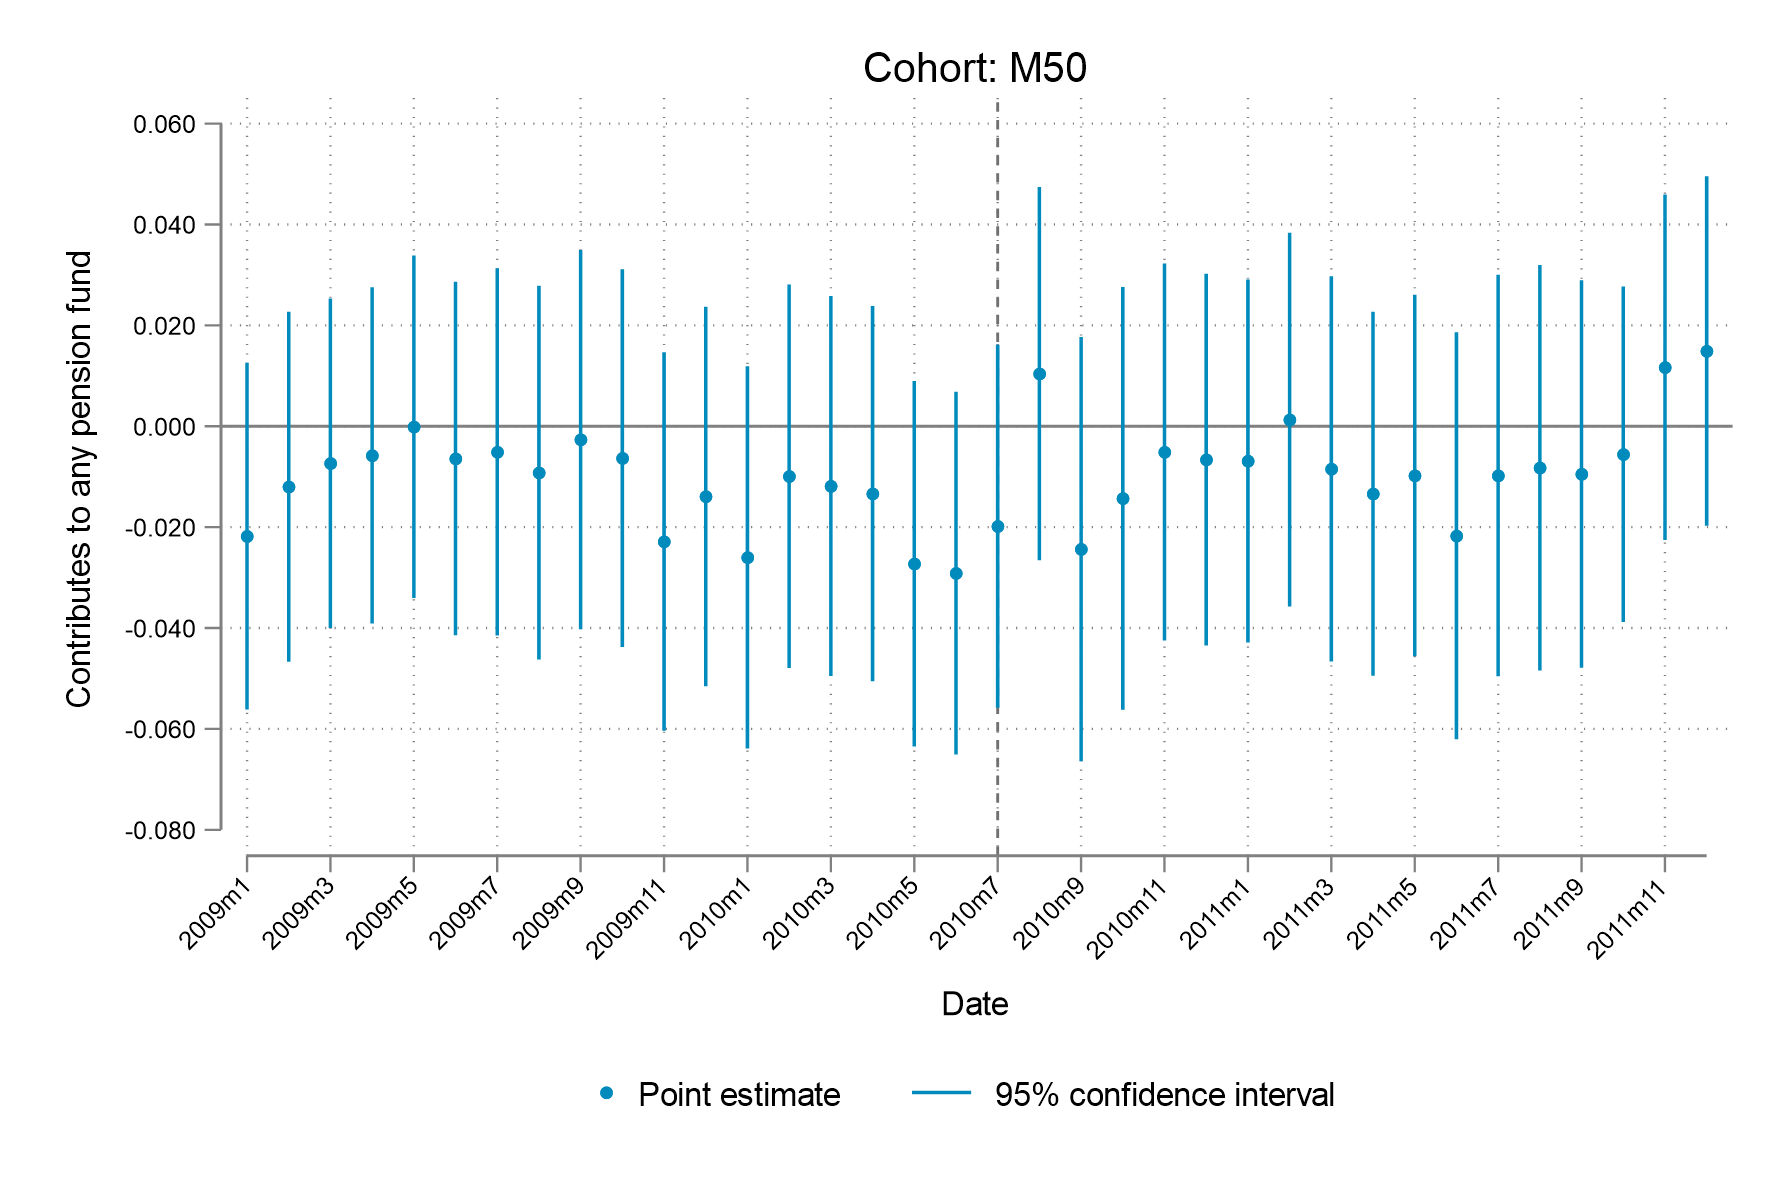 Cohort: M50
Contributes to any pension fund
0.060
0.040
0.020
0.000
-0.020
-0.040
-0.060
-0.080
2009m1
2009m3
2009m5
2009m7
2009m9
2009m11
2010m1
2010m3
2010m5
2010m7
2010m9
2010m11
2011m1
2011m3
2011m5
2011m7
2011m9
2011m11
Date
Point estimate
95% confidence interval